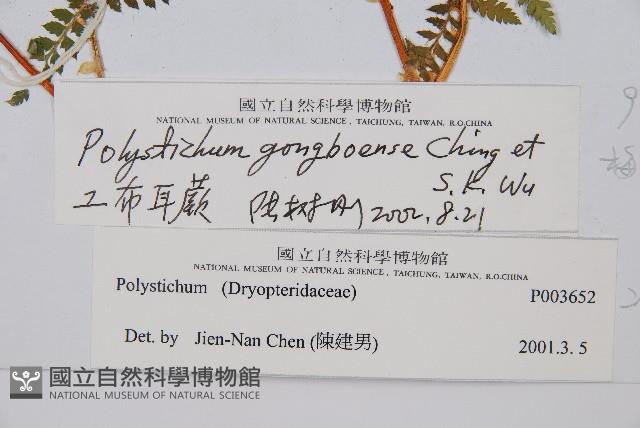 國立自然科學博物館
NATIONAL MUSEUM OF NATURAL SCIENCE, TAICHUNG, TAIWAN, R.O.CHINA
Polystichum gongboense Ching et
S. K. Wu
工布耳蕨 陸树刚 2002.8.21
國立自然科學博物館
NATIONAL MUSEUM OF NATURAL SCIENCE, TAICHUNG, TAIWAN, R.O.CHINA
Polystichum (Dryopteridaceae) P003652
Det. by Jien-Nan Chen (陳建男) 2001.3. 5
國立自然科學博物館
NATIONAL MUSEUM OF NATURAL SCIENCE